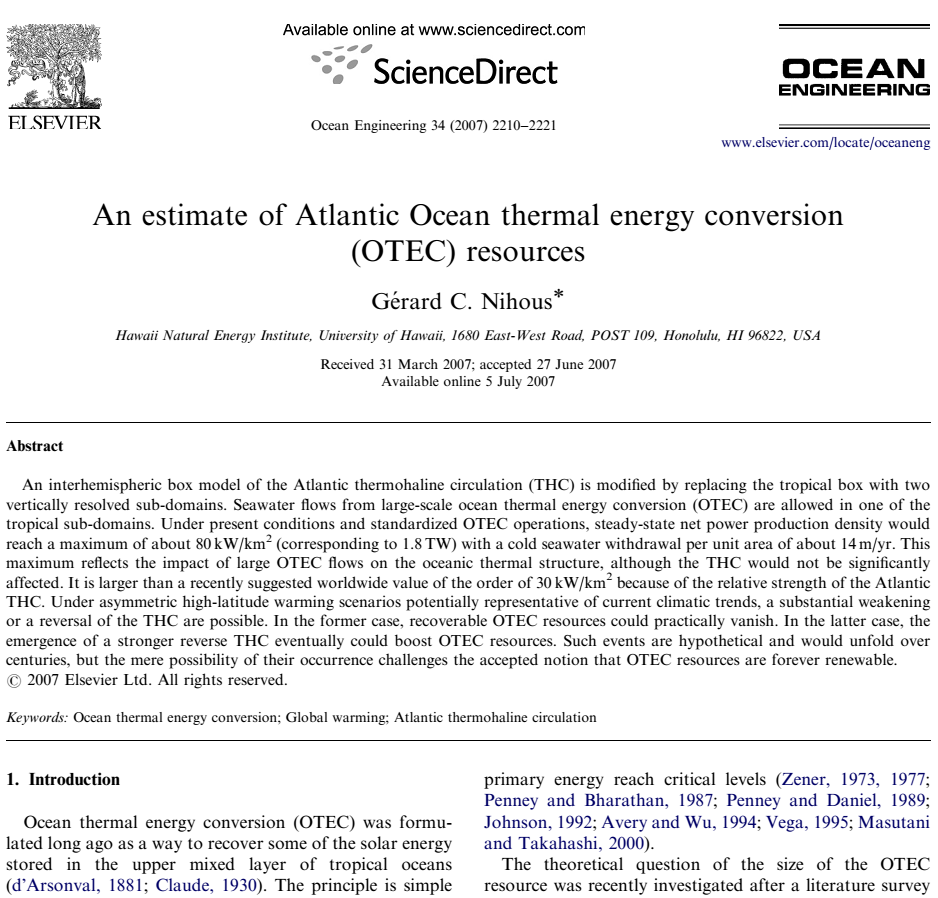 Available online at www.sciencedirect.com
ScienceDirect
ELSEVIER
Ocean Engineering 34 (2007) 2210–2221
OCEAN
ENGINEERING
www.elsevier.com/locate/oceaneng
An estimate of Atlantic Ocean thermal energy conversion
(OTEC) resources
Gérard C. Nihous*
Hawaii Natural Energy Institute, University of Hawaii, 1680 East-West Road, POST 109, Honolulu, HI 96822, USA
Received 31 March 2007; accepted 27 June 2007
Available online 5 July 2007
Abstract
An interhemispheric box model of the Atlantic thermohaline circulation (THC) is modified by replacing the tropical box with two
vertically resolved sub-domains. Seawater flows from large-scale ocean thermal energy conversion (OTEC) are allowed in one of the
tropical sub-domains. Under present conditions and standardized OTEC operations, steady-state net power production density would
reach a maximum of about 80 kW/km² (corresponding to 1.8 TW) with a cold seawater withdrawal per unit area of about 14 m/yr. This
maximum reflects the impact of large OTEC flows on the oceanic thermal structure, although the THC would not be significantly
affected. It is larger than a recently suggested worldwide value of the order of 30 kW/km² because of the relative strength of the Atlantic
THC. Under asymmetric high-latitude warming scenarios potentially representative of current climatic trends, a substantial weakening
or a reversal of the THC are possible. In the former case, recoverable OTEC resources could practically vanish. In the latter case, the
emergence of a stronger reverse THC eventually could boost OTEC resources. Such events are hypothetical and would unfold over
centuries, but the mere possibility of their occurrence challenges the accepted notion that OTEC resources are forever renewable.
© 2007 Elsevier Ltd. All rights reserved.
Keywords: Ocean thermal energy conversion; Global warming; Atlantic thermohaline circulation
1. Introduction
Ocean thermal energy conversion (OTEC) was formu-
lated long ago as a way to recover some of the solar energy
stored in the upper mixed layer of tropical oceans
(d'Arsonval, 1881; Claude, 1930). The principle is simple
primary energy reach critical levels (Zener, 1973, 1977;
Penney and Bharathan, 1987; Penney and Daniel, 1989;
Johnson, 1992; Avery and Wu, 1994; Vega, 1995; Masutani
and Takahashi, 2000).
The theoretical question of the size of the OTEC
resource was recently investigated after a literature survey